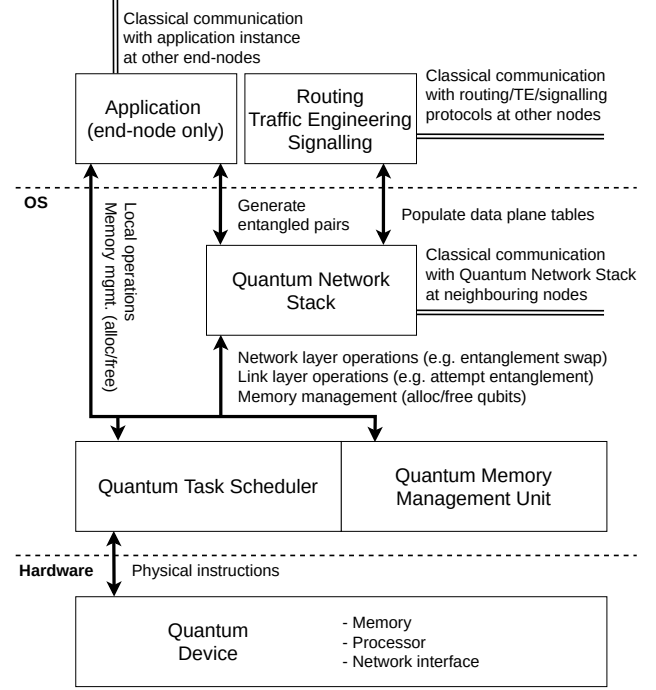 Classical communication
with application instance
at other end-nodes
Application
(end-node only)
Routing
Traffic Engineering
Signalling
Classical communication
with routing/TE/signalling
protocols at other nodes
OS
Local operations
Memory mgmt. (alloc/free)
Generate
entangled pairs
Populate data plane tables
Quantum Network
Stack
Classical communication
with Quantum Network Stack
at neighbouring nodes
Network layer operations (e.g. entanglement swap)
Link layer operations (e.g. attempt entanglement)
Memory management (alloc/free qubits)
Quantum Task Scheduler
Quantum Memory
Management Unit
Hardware
Physical instructions
Quantum
Device
- Memory
- Processor
- Network interface